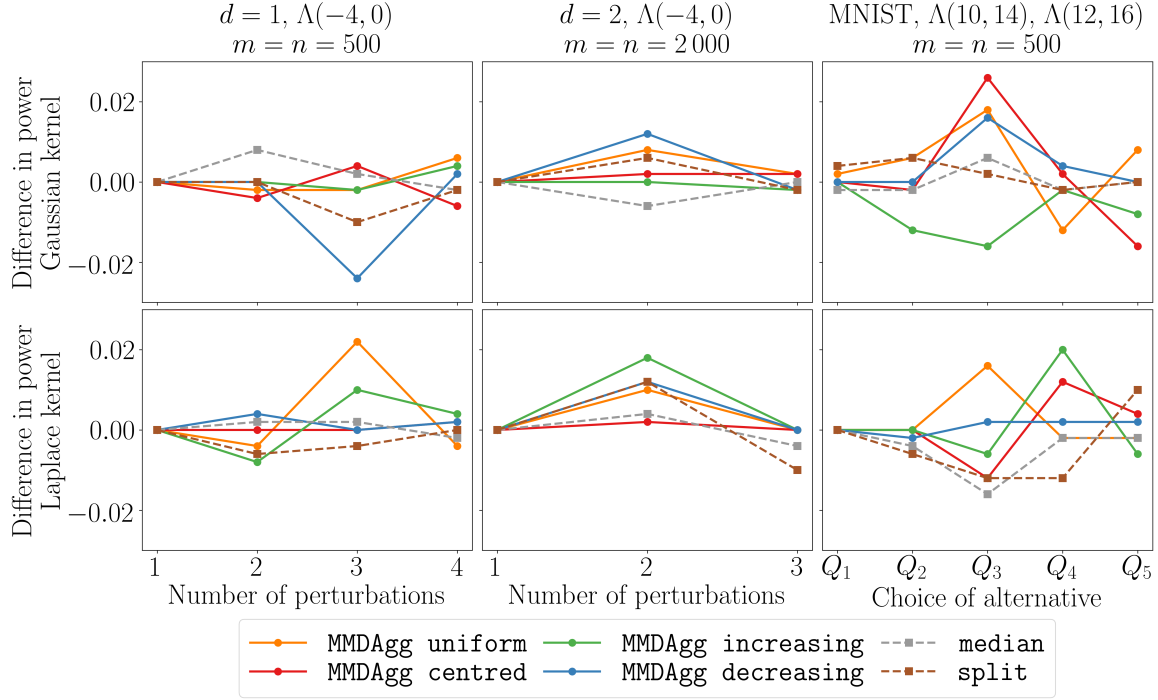 d = 1, Λ(−4, 0)
m = n = 500
d = 2, Λ(−4, 0)
m = n = 2 000
MNIST, Λ(10, 14), Λ(12, 16)
m = n = 500
Difference in power
Gaussian kernel
0.02
0.00
−0.02
Difference in power
Laplace kernel
0.02
0.00
−0.02
1 2 3 4
Number of perturbations
1 2 3
Number of perturbations
Q₁ Q₂ Q₃ Q₄ Q₅
Choice of alternative
MMDAgg uniform MMDAgg increasing median
MMDAgg centred MMDAgg decreasing split